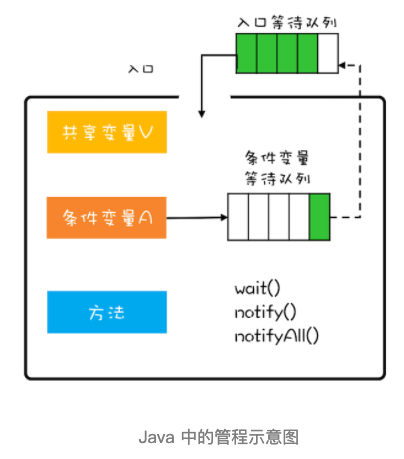 入口等待队列
入口
共享变量V
条件变量
等待队列
条件变量A
wait()
notify()
notifyAll()
方法
Java 中的管程示意图